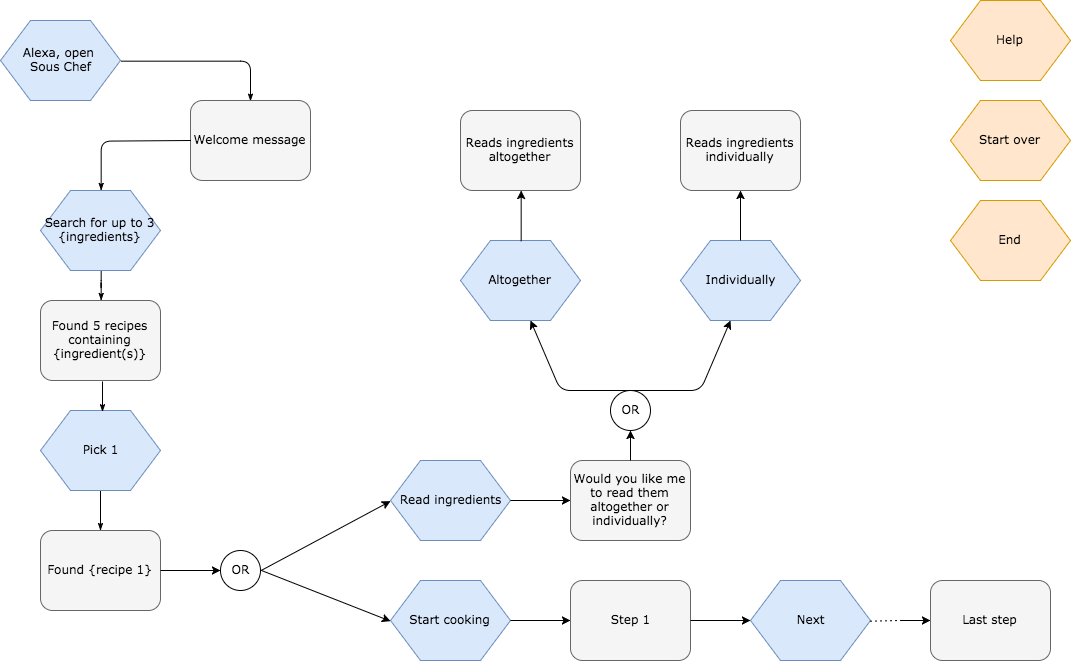 Alexa, open
Sous Chef
Welcome message
Search for up to 3
{ingredients}
Found 5 recipes
containing
{ingredient(s)}
Pick 1
Found {recipe 1}
OR
Read ingredients
Would you like me
to read them
altogether or
individually?
OR
Altogether
Reads ingredients
altogether
Individually
Reads ingredients
individually
Start cooking
Step 1
Next
Last step
Help
Start over
End